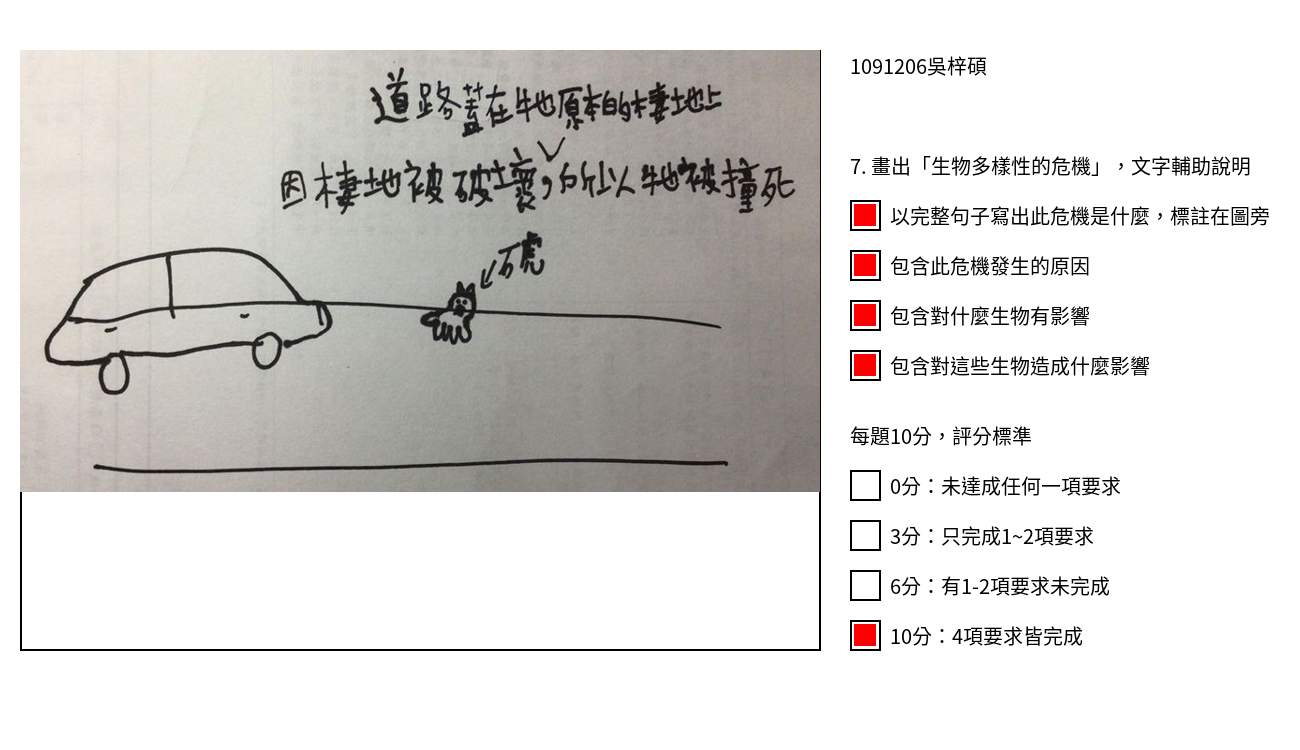 道路蓋在牠原本的棲地上
因棲地被破壞,所以牠被撞死
石虎
1091206吳梓碩
7. 畫出「生物多樣性的危機」,文字輔助說明
以完整句子寫出此危機是什麼,標註在圖旁
包含此危機發生的原因
包含對什麼生物有影響
包含對這些生物造成什麼影響
每題10分,評分標準
0分:未達成任何一項要求
3分:只完成1~2項要求
6分:有1-2項要求未完成
10分:4項要求皆完成